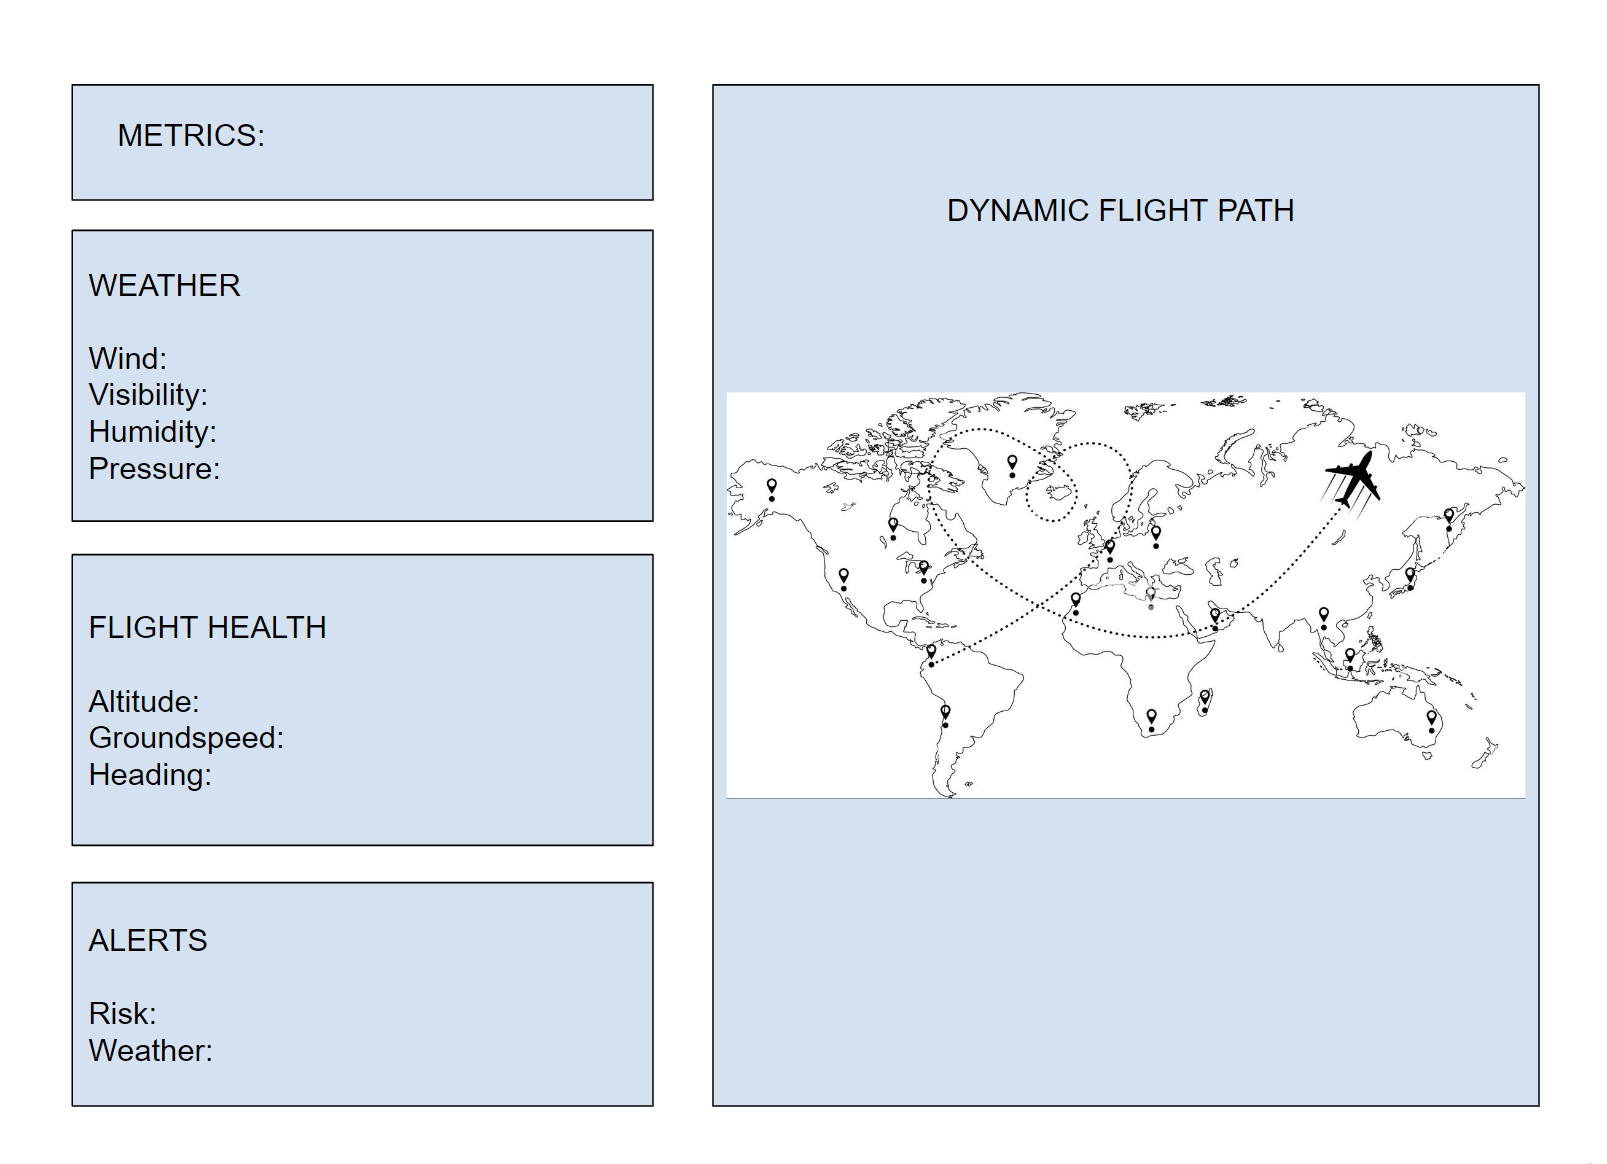 METRICS:
WEATHER
Wind:
Visibility:
Humidity:
Pressure:
FLIGHT HEALTH
Altitude:
Groundspeed:
Heading:
ALERTS
Risk:
Weather:
DYNAMIC FLIGHT PATH